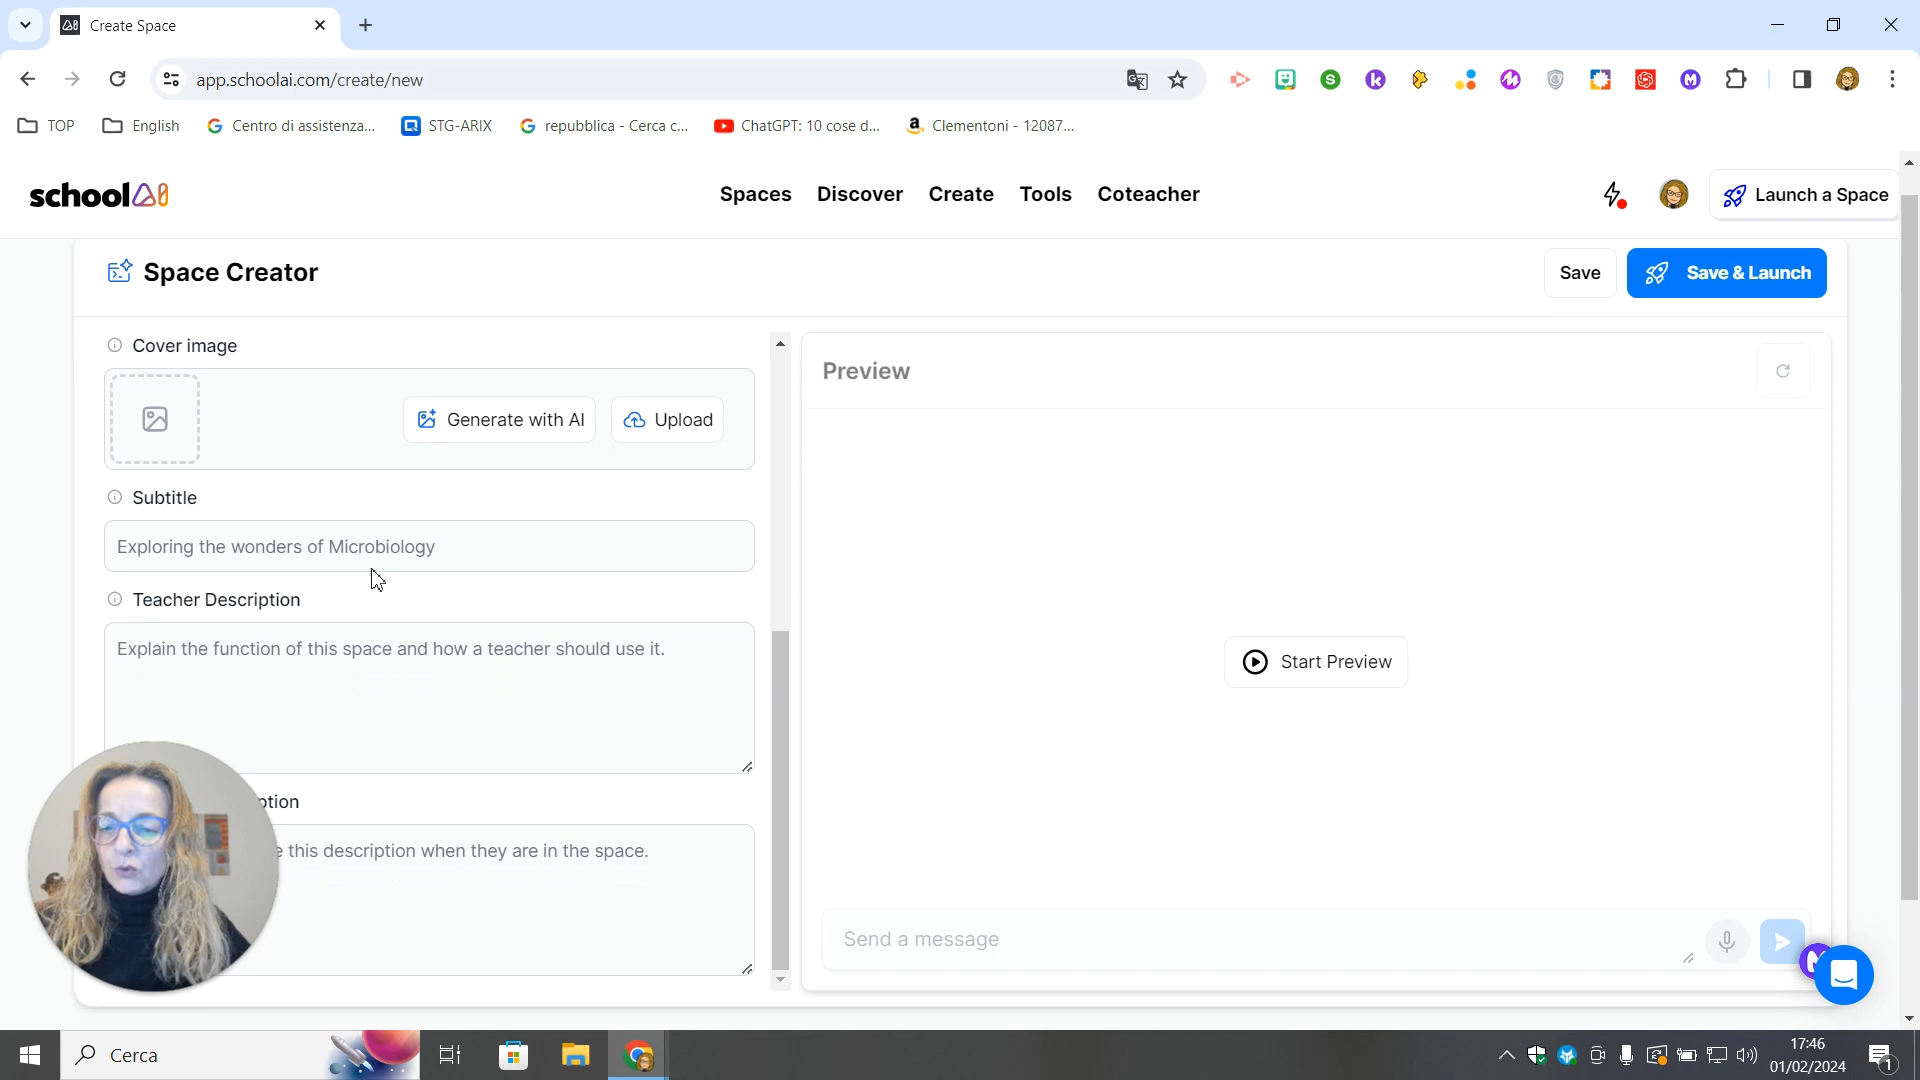 Create Space
app.schoolai.com/create/new
TOP
English
Centro di assistenza...
STG-ARIX
repubblica - Cerca c...
ChatGPT: 10 cose d...
Clementoni - 12087...
schoolAI
Spaces
Discover
Create
Tools
Coteacher
Launch a Space
Space Creator
Save
Save & Launch
Cover image
Generate with AI
Upload
Subtitle
Exploring the wonders of Microbiology
Teacher Description
Explain the function of this space and how a teacher should use it.
this description when they are in the space.
Preview
Start Preview
Send a message
Cerca
17:46
01/02/2024
1